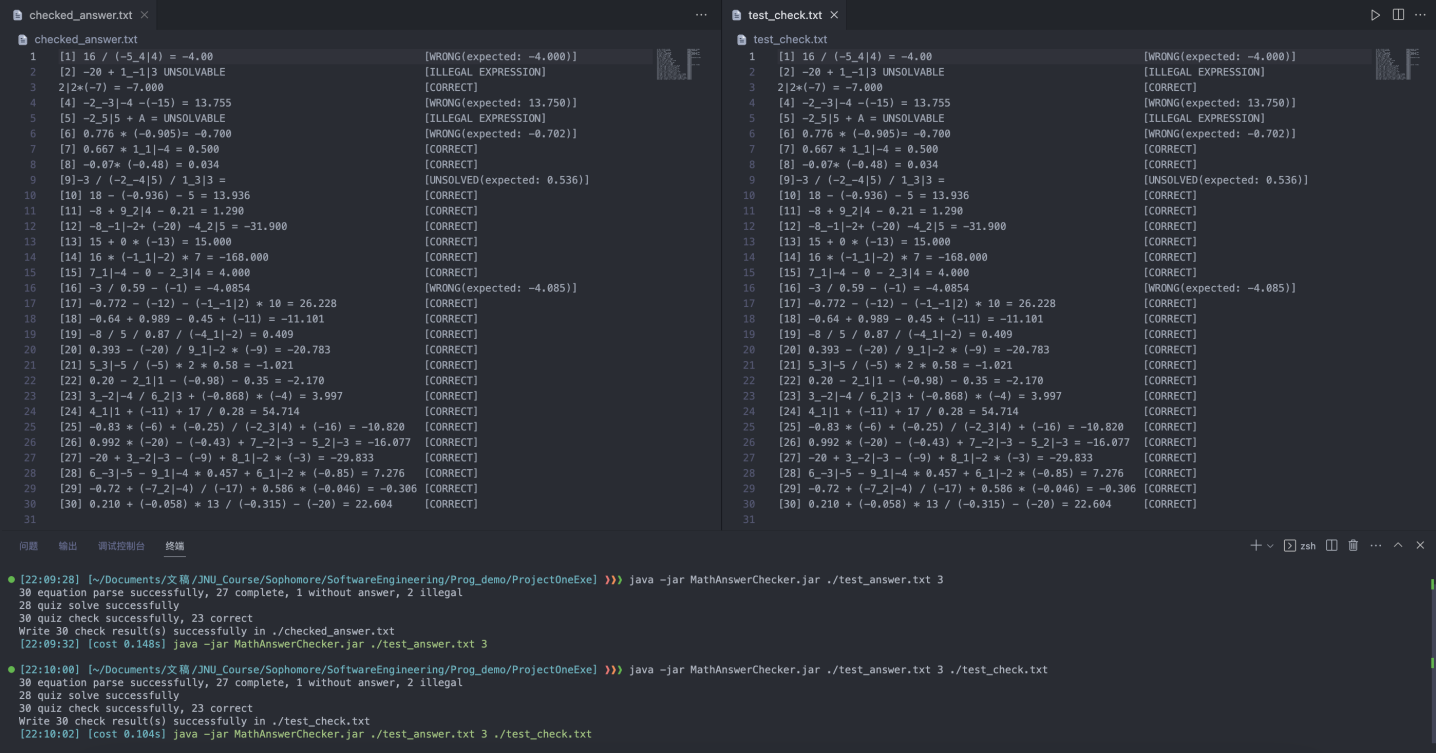 checked_answer.txt
checked_answer.txt
1 [1] 16 / (-5_4|4) = -4.00 [WRONG(expected: -4.000)]
2 [2] -20 + 1_-1|3 UNSOLVABLE [ILLEGAL EXPRESSION]
3 2|2*(-7) = -7.000 [CORRECT]
4 [4] -2_-3|-4 -(-15) = 13.755 [WRONG(expected: 13.750)]
5 [5] -2_5|5 + A = UNSOLVABLE [ILLEGAL EXPRESSION]
6 [6] 0.776 * (-0.905)= -0.700 [WRONG(expected: -0.702)]
7 [7] 0.667 * 1_1|-4 = 0.500 [CORRECT]
8 [8] -0.07* (-0.48) = 0.034 [CORRECT]
9 [9]-3 / (-2_-4|5) / 1_3|3 = [UNSOLVED(expected: 0.536)]
10 [10] 18 - (-0.936) - 5 = 13.936 [CORRECT]
11 [11] -8 + 9_2|4 - 0.21 = 1.290 [CORRECT]
12 [12] -8_-1|-2+ (-20) -4_2|5 = -31.900 [CORRECT]
13 [13] 15 + 0 * (-13) = 15.000 [CORRECT]
14 [14] 16 * (-1_1|-2) * 7 = -168.000 [CORRECT]
15 [15] 7_1|-4 - 0 - 2_3|4 = 4.000 [CORRECT]
16 [16] -3 / 0.59 - (-1) = -4.0854 [WRONG(expected: -4.085)]
17 [17] -0.772 - (-12) - (-1_-1|2) * 10 = 26.228 [CORRECT]
18 [18] -0.64 + 0.989 - 0.45 + (-11) = -11.101 [CORRECT]
19 [19] -8 / 5 / 0.87 / (-4_1|-2) = 0.409 [CORRECT]
20 [20] 0.393 - (-20) / 9_1|-2 * (-9) = -20.783 [CORRECT]
21 [21] 5_3|-5 / (-5) * 2 * 0.58 = -1.021 [CORRECT]
22 [22] 0.20 - 2_1|1 - (-0.98) - 0.35 = -2.170 [CORRECT]
23 [23] 3_-2|-4 / 6_2|3 + (-0.868) * (-4) = 3.997 [CORRECT]
24 [24] 4_1|1 + (-11) + 17 / 0.28 = 54.714 [CORRECT]
25 [25] -0.83 * (-6) + (-0.25) / (-2_3|4) + (-16) = -10.820 [CORRECT]
26 [26] 0.992 * (-20) - (-0.43) + 7_-2|-3 - 5_2|-3 = -16.077 [CORRECT]
27 [27] -20 + 3_-2|-3 - (-9) + 8_1|-2 * (-3) = -29.833 [CORRECT]
28 [28] 6_-3|-5 - 9_1|-4 * 0.457 + 6_1|-2 * (-0.85) = 7.276 [CORRECT]
29 [29] -0.72 + (-7_2|-4) / (-17) + 0.586 * (-0.046) = -0.306 [CORRECT]
30 [30] 0.210 + (-0.058) * 13 / (-0.315) - (-20) = 22.604 [CORRECT]
31
test_check.txt
test_check.txt
1 [1] 16 / (-5_4|4) = -4.00 [WRONG(expected: -4.000)]
2 [2] -20 + 1_-1|3 UNSOLVABLE [ILLEGAL EXPRESSION]
3 2|2*(-7) = -7.000 [CORRECT]
4 [4] -2_-3|-4 -(-15) = 13.755 [WRONG(expected: 13.750)]
5 [5] -2_5|5 + A = UNSOLVABLE [ILLEGAL EXPRESSION]
6 [6] 0.776 * (-0.905)= -0.700 [WRONG(expected: -0.702)]
7 [7] 0.667 * 1_1|-4 = 0.500 [CORRECT]
8 [8] -0.07* (-0.48) = 0.034 [CORRECT]
9 [9]-3 / (-2_-4|5) / 1_3|3 = [UNSOLVED(expected: 0.536)]
10 [10] 18 - (-0.936) - 5 = 13.936 [CORRECT]
11 [11] -8 + 9_2|4 - 0.21 = 1.290 [CORRECT]
12 [12] -8_-1|-2+ (-20) -4_2|5 = -31.900 [CORRECT]
13 [13] 15 + 0 * (-13) = 15.000 [CORRECT]
14 [14] 16 * (-1_1|-2) * 7 = -168.000 [CORRECT]
15 [15] 7_1|-4 - 0 - 2_3|4 = 4.000 [CORRECT]
16 [16] -3 / 0.59 - (-1) = -4.0854 [WRONG(expected: -4.085)]
17 [17] -0.772 - (-12) - (-1_-1|2) * 10 = 26.228 [CORRECT]
18 [18] -0.64 + 0.989 - 0.45 + (-11) = -11.101 [CORRECT]
19 [19] -8 / 5 / 0.87 / (-4_1|-2) = 0.409 [CORRECT]
20 [20] 0.393 - (-20) / 9_1|-2 * (-9) = -20.783 [CORRECT]
21 [21] 5_3|-5 / (-5) * 2 * 0.58 = -1.021 [CORRECT]
22 [22] 0.20 - 2_1|1 - (-0.98) - 0.35 = -2.170 [CORRECT]
23 [23] 3_-2|-4 / 6_2|3 + (-0.868) * (-4) = 3.997 [CORRECT]
24 [24] 4_1|1 + (-11) + 17 / 0.28 = 54.714 [CORRECT]
25 [25] -0.83 * (-6) + (-0.25) / (-2_3|4) + (-16) = -10.820 [CORRECT]
26 [26] 0.992 * (-20) - (-0.43) + 7_-2|-3 - 5_2|-3 = -16.077 [CORRECT]
27 [27] -20 + 3_-2|-3 - (-9) + 8_1|-2 * (-3) = -29.833 [CORRECT]
28 [28] 6_-3|-5 - 9_1|-4 * 0.457 + 6_1|-2 * (-0.85) = 7.276 [CORRECT]
29 [29] -0.72 + (-7_2|-4) / (-17) + 0.586 * (-0.046) = -0.306 [CORRECT]
30 [30] 0.210 + (-0.058) * 13 / (-0.315) - (-20) = 22.604 [CORRECT]
31
问题 输出 调试控制台 终端 zsh
[22:09:28] [~/Documents/文稿/JNU_Course/Sophomore/SoftwareEngineering/Prog_demo/ProjectOneExe] ❯❯❯ java -jar MathAnswerChecker.jar ./test_answer.txt 3
30 equation parse successfully, 27 complete, 1 without answer, 2 illegal
28 quiz solve successfully
30 quiz check successfully, 23 correct
Write 30 check result(s) successfully in ./checked_answer.txt
[22:09:32] [cost 0.148s] java -jar MathAnswerChecker.jar ./test_answer.txt 3
[22:10:00] [~/Documents/文稿/JNU_Course/Sophomore/SoftwareEngineering/Prog_demo/ProjectOneExe] ❯❯❯ java -jar MathAnswerChecker.jar ./test_answer.txt 3 ./test_check.txt
30 equation parse successfully, 27 complete, 1 without answer, 2 illegal
28 quiz solve successfully
30 quiz check successfully, 23 correct
Write 30 check result(s) successfully in ./test_check.txt
[22:10:02] [cost 0.104s] java -jar MathAnswerChecker.jar ./test_answer.txt 3 ./test_check.txt